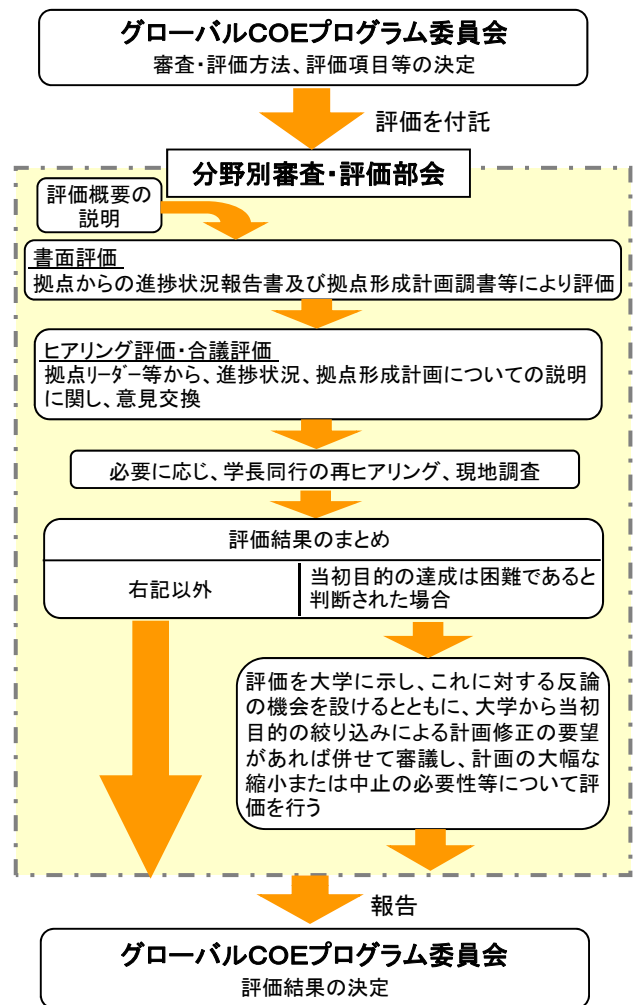 グローバルCOEプログラム委員会
審査・評価方法、評価項目等の決定
評価を付託
分野別審査・評価部会
評価概要の
説明
書面評価
拠点からの進捗状況報告書及び拠点形成計画調書等により評価
ヒアリング評価・合議評価
拠点リーダー等から、進捗状況、拠点形成計画についての説明
に関し、意見交換
必要に応じ、学長同行の再ヒアリング、現地調査
評価結果のまとめ
右記以外
当初目的の達成は困難であると
判断された場合
評価を大学に示し、これに対する反論
の機会を設けるとともに、大学から当初
目的の絞り込みによる計画修正の要望
があれば併せて審議し、計画の大幅な
縮小または中止の必要性等について評
価を行う
報告
グローバルCOEプログラム委員会
評価結果の決定